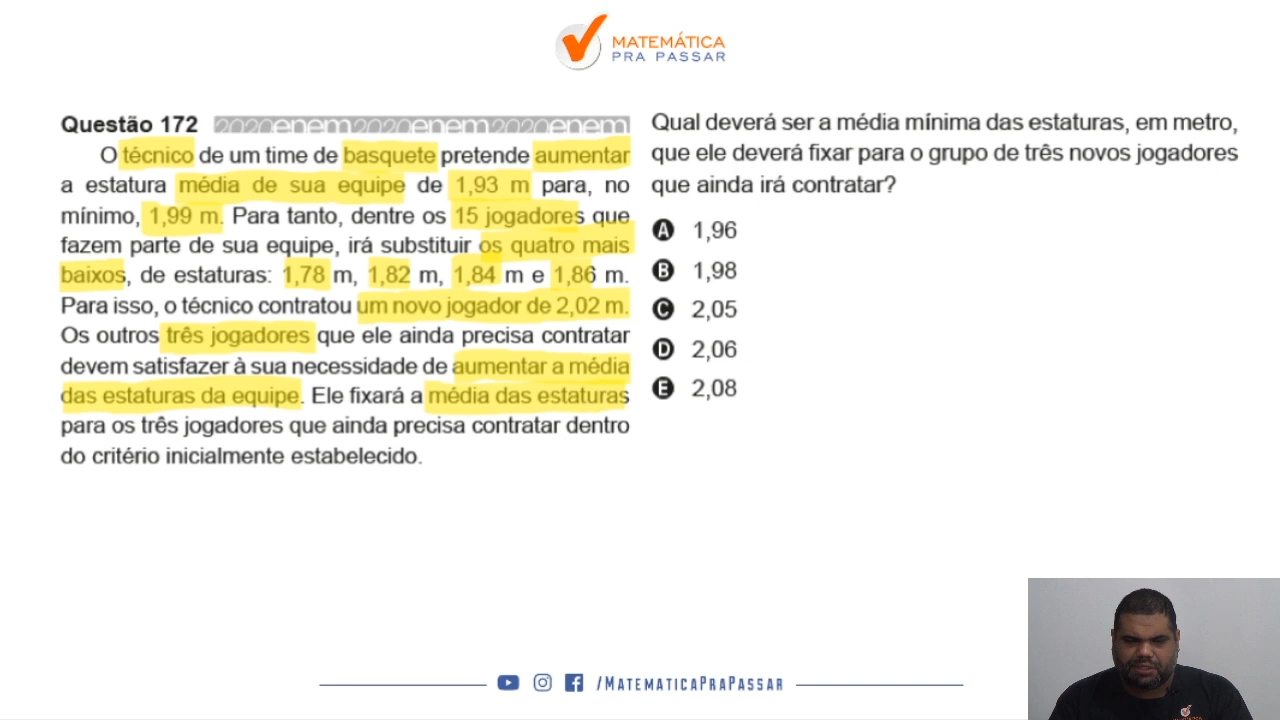 MATEMÁTICA
PRA PASSAR
Questão 172 2020enem2020enem2020enem
O técnico de um time de basquete pretende aumentar
a estatura média de sua equipe de 1,93 m para, no
mínimo, 1,99 m. Para tanto, dentre os 15 jogadores que
fazem parte de sua equipe, irá substituir os quatro mais
baixos, de estaturas: 1,78 m, 1,82 m, 1,84 m e 1,86 m.
Para isso, o técnico contratou um novo jogador de 2,02 m.
Os outros três jogadores que ele ainda precisa contratar
devem satisfazer à sua necessidade de aumentar a média
das estaturas da equipe. Ele fixará a média das estaturas
para os três jogadores que ainda precisa contratar dentro
do critério inicialmente estabelecido.
Qual deverá ser a média mínima das estaturas, em metro,
que ele deverá fixar para o grupo de três novos jogadores
que ainda irá contratar?
A 1,96
B 1,98
C 2,05
D 2,06
E 2,08
/MATEMATICAPRAPASSAR